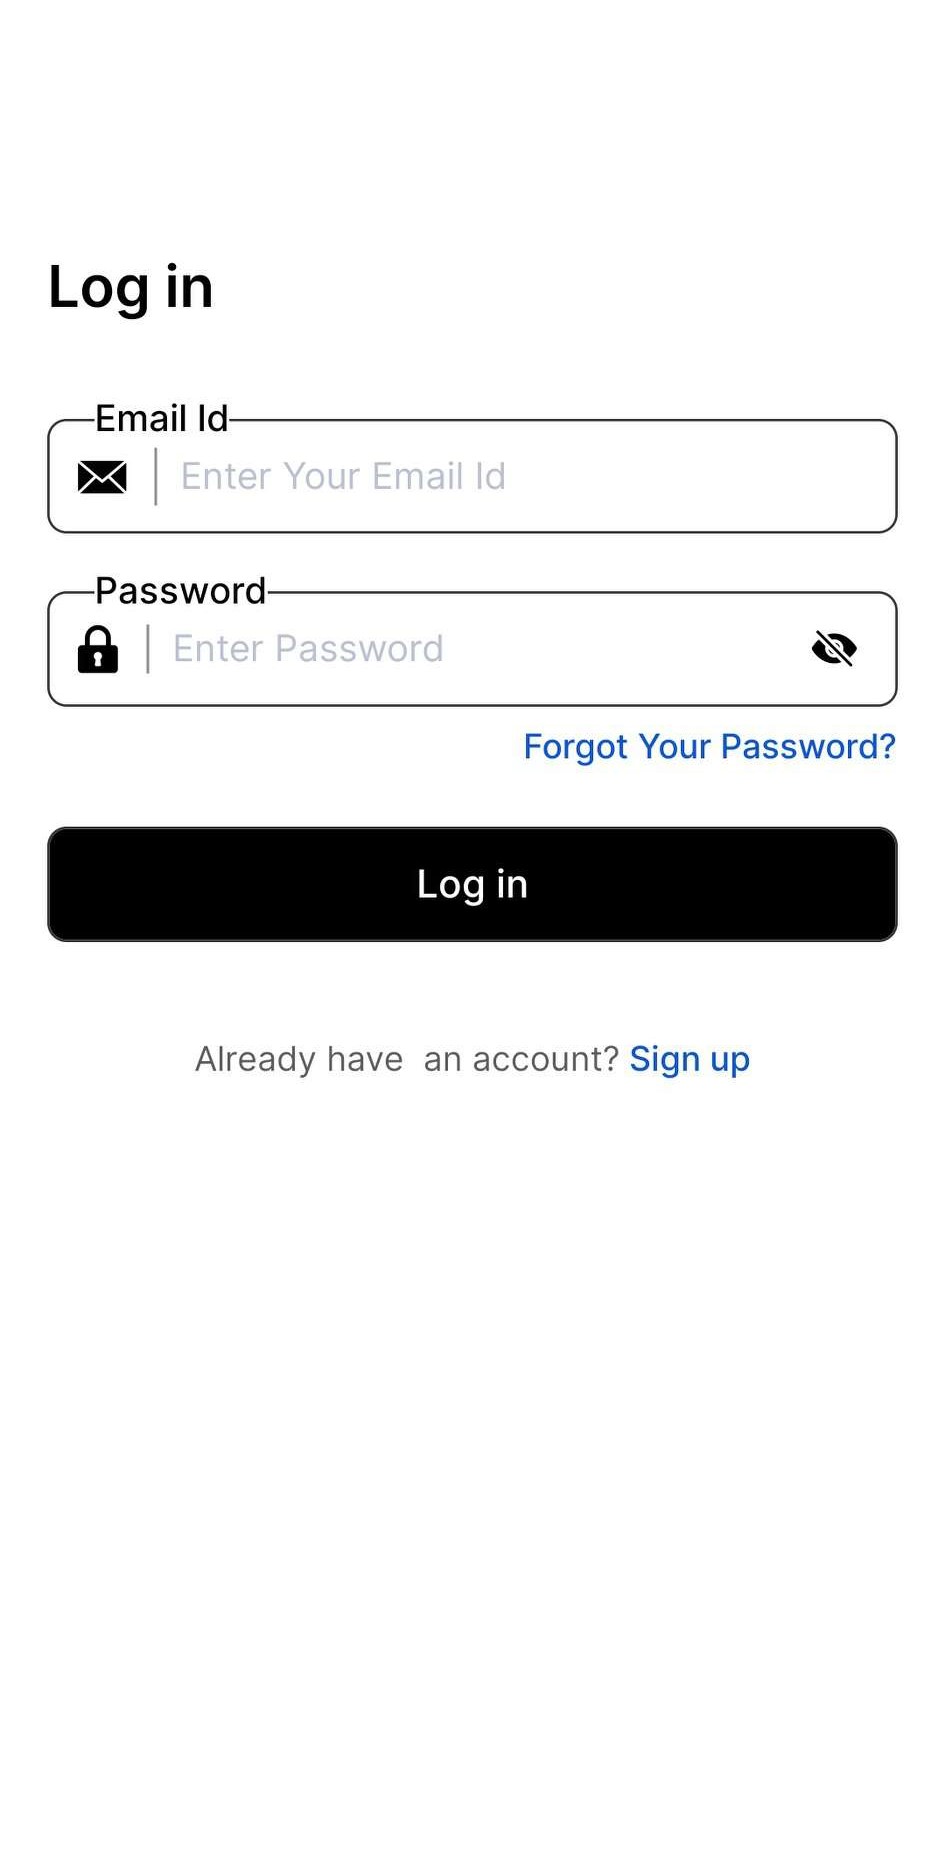 Log in
Email Id
Enter Your Email Id
Password
Enter Password
Forgot Your Password?
Log in
Already have  an account? Sign up